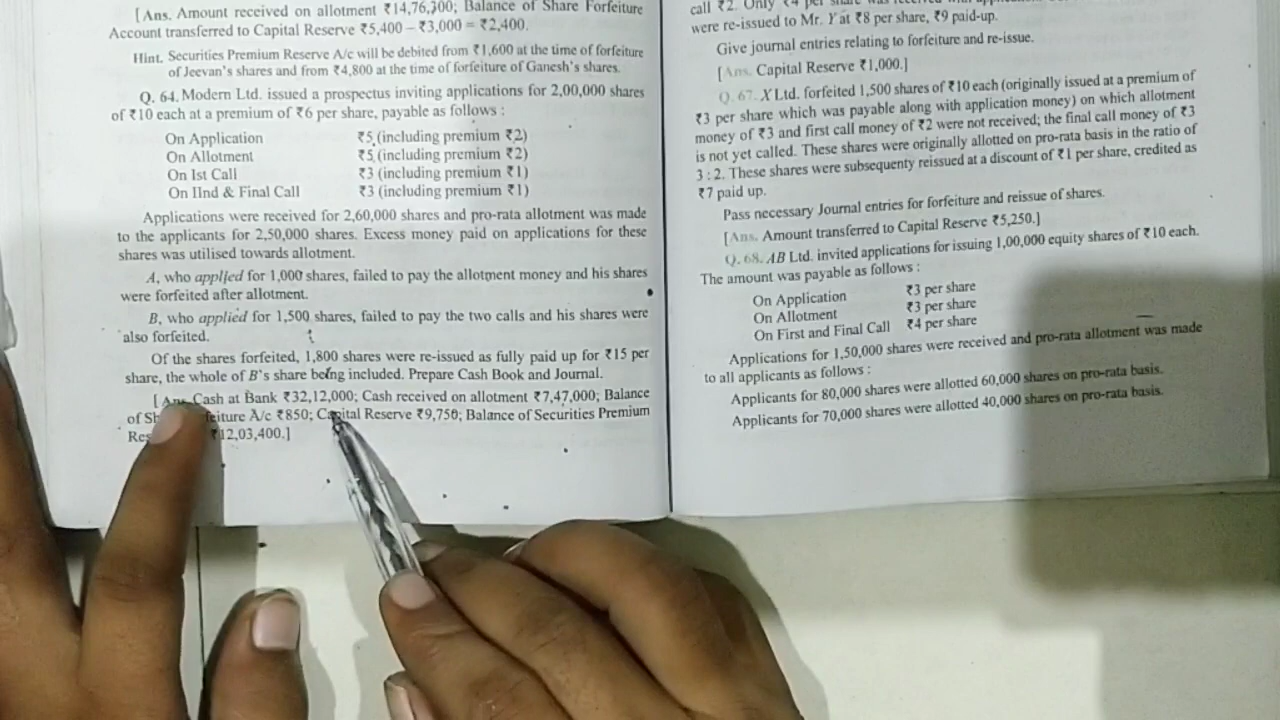 [Ans. Amount received on allotment ₹14,76,300; Balance of Share Forfeiture
Account transferred to Capital Reserve ₹5,400 – ₹3,000 = ₹2,400.
Hint. Securities Premium Reserve A/c will be debited from ₹1,600 at the time of forfeiture
of Jeevan's shares and from ₹4,800 at the time of forfeiture of Ganesh's shares.
Q. 64. Modern Ltd. issued a prospectus inviting applications for 2,00,000 shares
of ₹10 each at a premium of ₹6 per share, payable as follows :
On Application ₹5 (including premium ₹2)
On Allotment ₹5 (including premium ₹2)
On Ist Call ₹3 (including premium ₹1)
On IInd & Final Call ₹3 (including premium ₹1)
Applications were received for 2,60,000 shares and pro-rata allotment was made
to the applicants for 2,50,000 shares. Excess money paid on applications for these
shares was utilised towards allotment.
A, who applied for 1,000 shares, failed to pay the allotment money and his shares
were forfeited after allotment.
B, who applied for 1,500 shares, failed to pay the two calls and his shares were
also forfeited.
Of the shares forfeited, 1,800 shares were re-issued as fully paid up for ₹15 per
share, the whole of B's share being included. Prepare Cash Book and Journal.
[Ans. Cash at Bank ₹32,12,000; Cash received on allotment ₹7,47,000; Balance
of Sh feiture A/c ₹850; Capital Reserve ₹9,750; Balance of Securities Premium
Res ₹12,03,400.]
call ₹2. Only ₹4 per share was received
were re-issued to Mr. Y at ₹8 per share, ₹9 paid-up.
Give journal entries relating to forfeiture and re-issue.
[Ans. Capital Reserve ₹1,000.]
Q. 67. X Ltd. forfeited 1,500 shares of ₹10 each (originally issued at a premium of
₹3 per share which was payable along with application money) on which allotment
money of ₹3 and first call money of ₹2 were not received; the final call money of ₹3
is not yet called. These shares were originally allotted on pro-rata basis in the ratio of
3 : 2. These shares were subsequenty reissued at a discount of ₹1 per share, credited as
₹7 paid up.
Pass necessary Journal entries for forfeiture and reissue of shares.
[Ans. Amount transferred to Capital Reserve ₹5,250.]
Q. 68. AB Ltd. invited applications for issuing 1,00,000 equity shares of ₹10 each.
The amount was payable as follows :
On Application ₹3 per share
On Allotment ₹3 per share
On First and Final Call ₹4 per share
Applications for 1,50,000 shares were received and pro-rata allotment was made
to all applicants as follows :
Applicants for 80,000 shares were allotted 60,000 shares on pro-rata basis.
Applicants for 70,000 shares were allotted 40,000 shares on pro-rata basis.